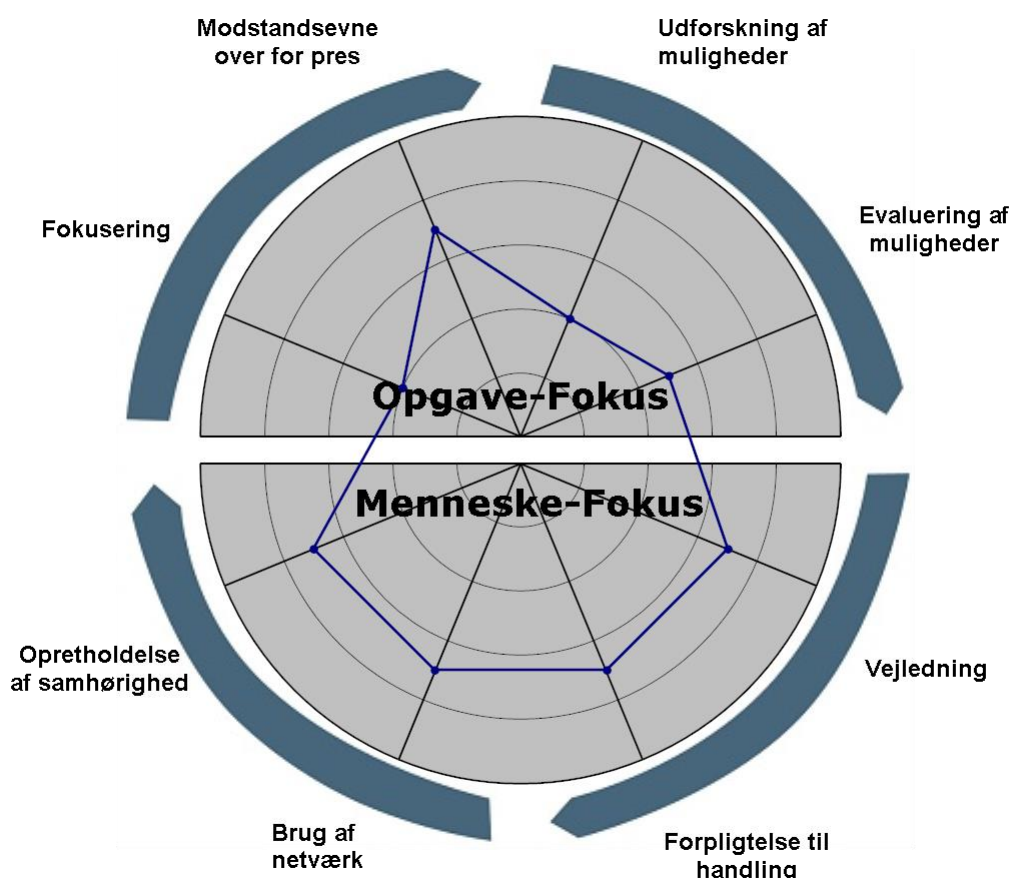 Modstandsevne
over for pres
Udforskning af
muligheder
Fokusering
Evaluering af
muligheder
Opgave-Fokus
Menneske-Fokus
Opretholdelse
af samhørighed
Vejledning
Brug af
netværk
Forpligtelse til
handling